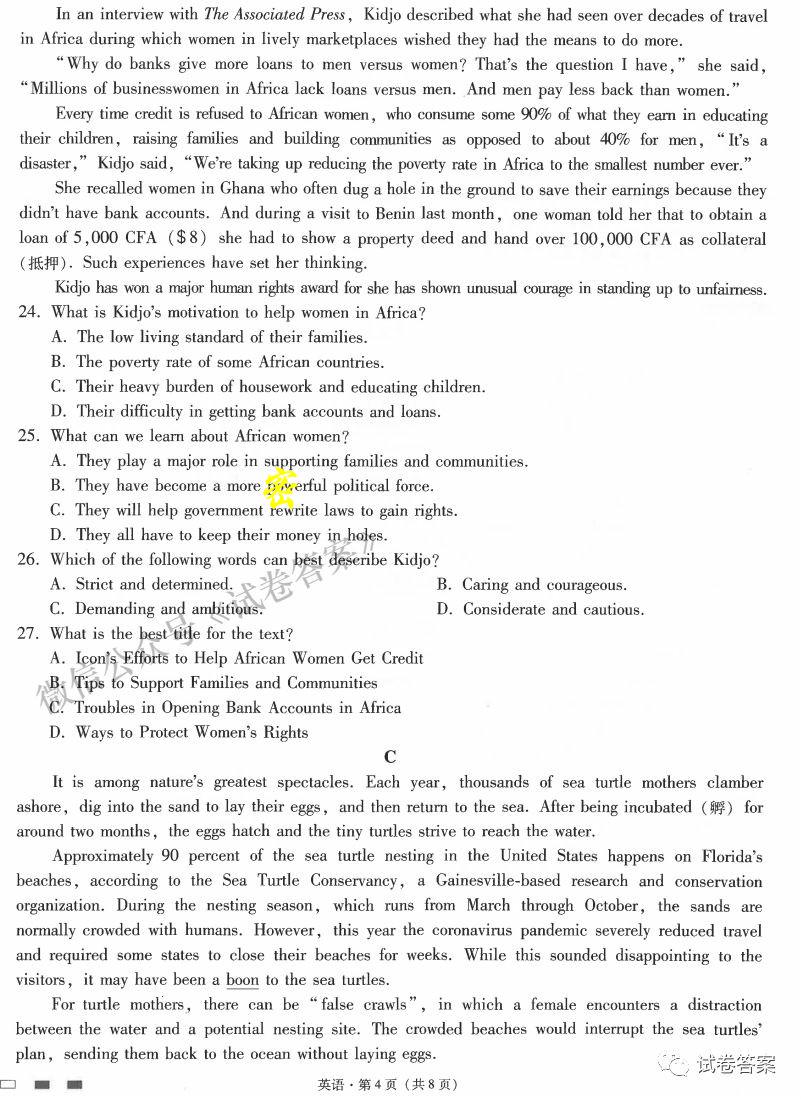 In an interview with The Associated Press, Kidjo described what she had seen over decades of travel
in Africa during which women in lively marketplaces wished they had the means to do more.
“Why do banks give more loans to men versus women? That's the question I have,” she said,
“Millions of businesswomen in Africa lack loans versus men. And men pay less back than women.”
Every time credit is refused to African women, who consume some 90% of what they earn in educating
their children, raising families and building communities as opposed to about 40% for men, “It's a
disaster,” Kidjo said, “We're taking up reducing the poverty rate in Africa to the smallest number ever.”
She recalled women in Ghana who often dug a hole in the ground to save their earnings because they
didn't have bank accounts. And during a visit to Benin last month, one woman told her that to obtain a
loan of 5,000 CFA ($8) she had to show a property deed and hand over 100,000 CFA as collateral
(抵押). Such experiences have set her thinking.
Kidjo has won a major human rights award for she has shown unusual courage in standing up to unfairness.
24. What is Kidjo's motivation to help women in Africa?
A. The low living standard of their families.
B. The poverty rate of some African countries.
C. Their heavy burden of housework and educating children.
D. Their difficulty in getting bank accounts and loans.
25. What can we learn about African women?
A. They play a major role in supporting families and communities.
B. They have become a more powerful political force.
密
C. They will help government rewrite laws to gain rights.
D. They all have to keep their money in holes.
26. Which of the following words can best describe Kidjo?
A. Strict and determined. B. Caring and courageous.
C. Demanding and ambitious. D. Considerate and cautious.
27. What is the best title for the text?
A. Icon's Efforts to Help African Women Get Credit
B. Tips to Support Families and Communities
C. Troubles in Opening Bank Accounts in Africa
D. Ways to Protect Women's Rights
微信公众号《试卷答案》
C
It is among nature's greatest spectacles. Each year, thousands of sea turtle mothers clamber
ashore, dig into the sand to lay their eggs, and then return to the sea. After being incubated (孵) for
around two months, the eggs hatch and the tiny turtles strive to reach the water.
Approximately 90 percent of the sea turtle nesting in the United States happens on Florida's
beaches, according to the Sea Turtle Conservancy, a Gainesville-based research and conservation
organization. During the nesting season, which runs from March through October, the sands are
normally crowded with humans. However, this year the coronavirus pandemic severely reduced travel
and required some states to close their beaches for weeks. While this sounded disappointing to the
visitors, it may have been a boon to the sea turtles.
For turtle mothers, there can be “false crawls”, in which a female encounters a distraction
between the water and a potential nesting site. The crowded beaches would interrupt the sea turtles'
plan, sending them back to the ocean without laying eggs.
英语·第4页(共8页)
试卷答案